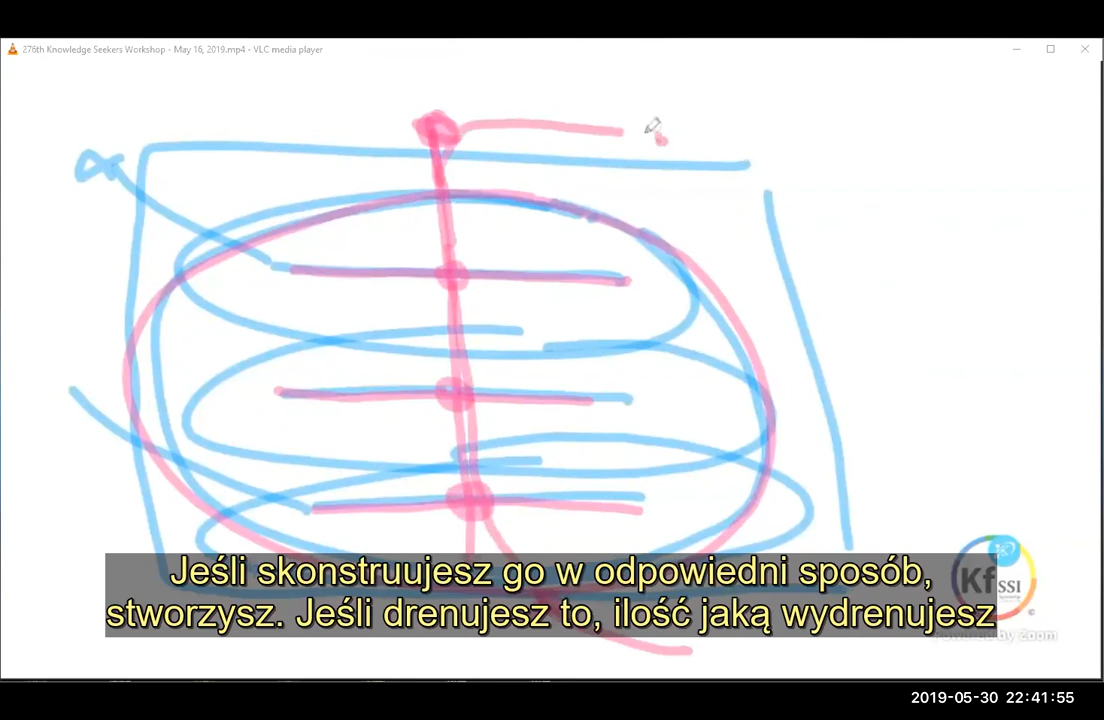 276th Knowledge Seekers Workshop - May 16, 2019.mp4 - VLC media player
Jeśli skonstruujesz go w odpowiedni sposób,
stworzysz. Jeśli drenujesz to, ilość jaką wydrenujesz
Kf SSI
Powered by Zoom
2019-05-30 22:41:55